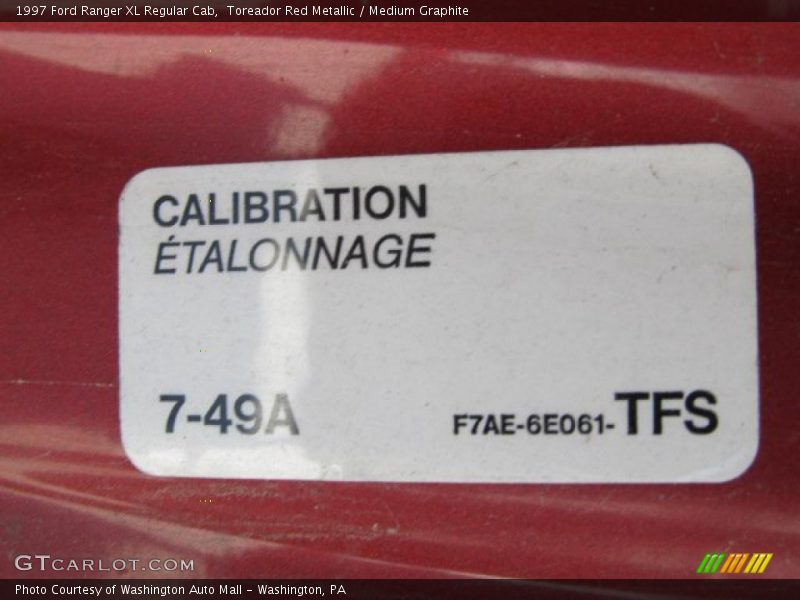 1997 Ford Ranger XL Regular Cab,  Toreador Red Metallic / Medium Graphite
CALIBRATION
ÉTALONNAGE
7-49A
F7AE-6E061-TFS
GTCARLOT.COM
Photo Courtesy of Washington Auto Mall - Washington, PA